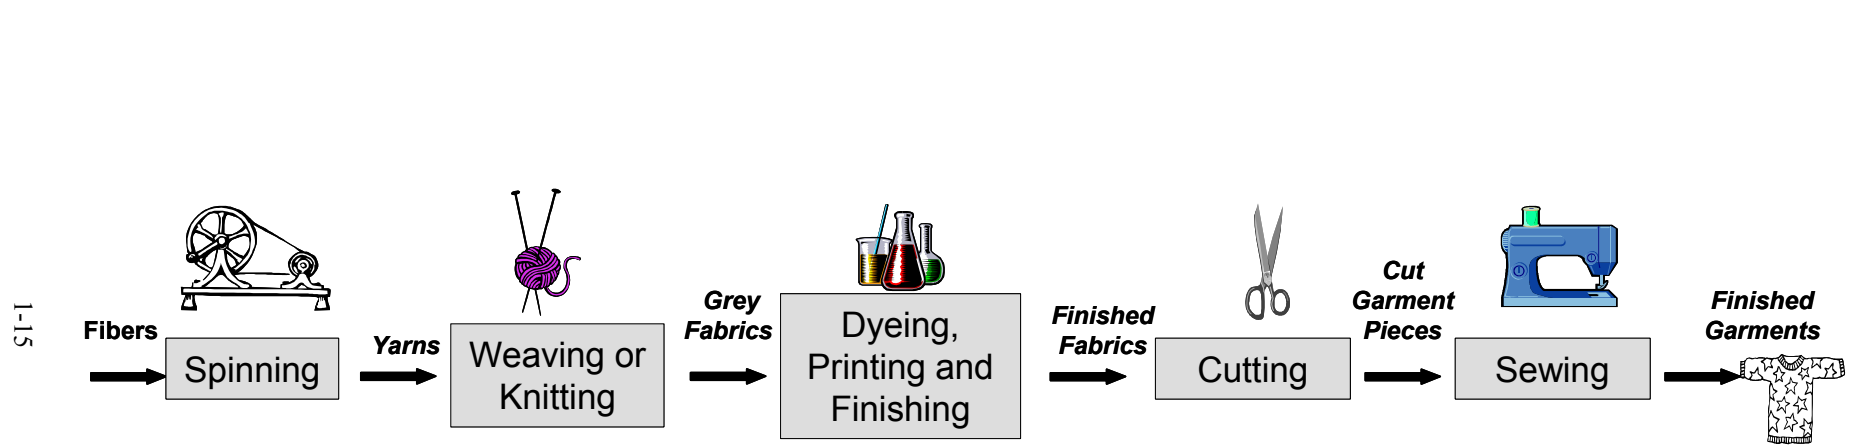 1-15
Fibers
Spinning
Yarns
Weaving or
Knitting
Grey
Fabrics
Dyeing,
Printing and
Finishing
Finished
Fabrics
Cutting
Cut
Garment
Pieces
Sewing
Finished
Garments